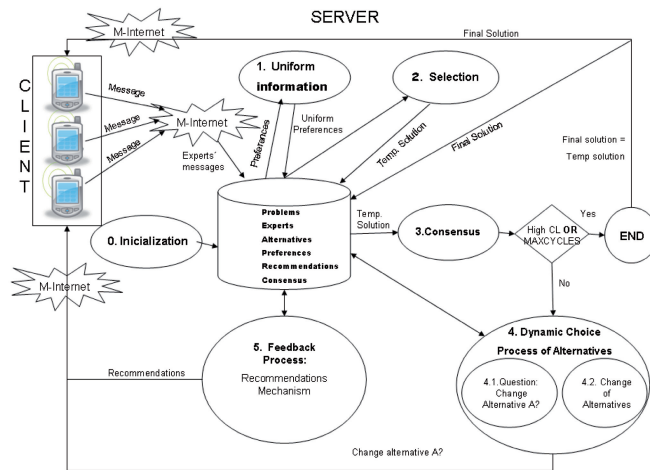 SERVER
Final Solution
M-Internet
CLIENT
Message
Message
Message
M-Internet
Experts'
messages
1. Uniform
information
2. Selection
Preferences
Uniform
Preferences
Temp. Solution
Final Solution
Final solution =
Temp solution
0. Inicialization
Problems
Experts
Alternatives
Preferences
Recommendations
Consensus
Temp.
Solution
3.Consensus
High CL OR
MAXCYCLES
Yes
END
No
M-Internet
5. Feedback
Process:
Recommendations
Mechanism
Recommendations
4. Dynamic Choice
Process of Alternatives
4.1.Question:
Change
Alternative A?
4.2. Change
of
Alternatives
Change alternative A?